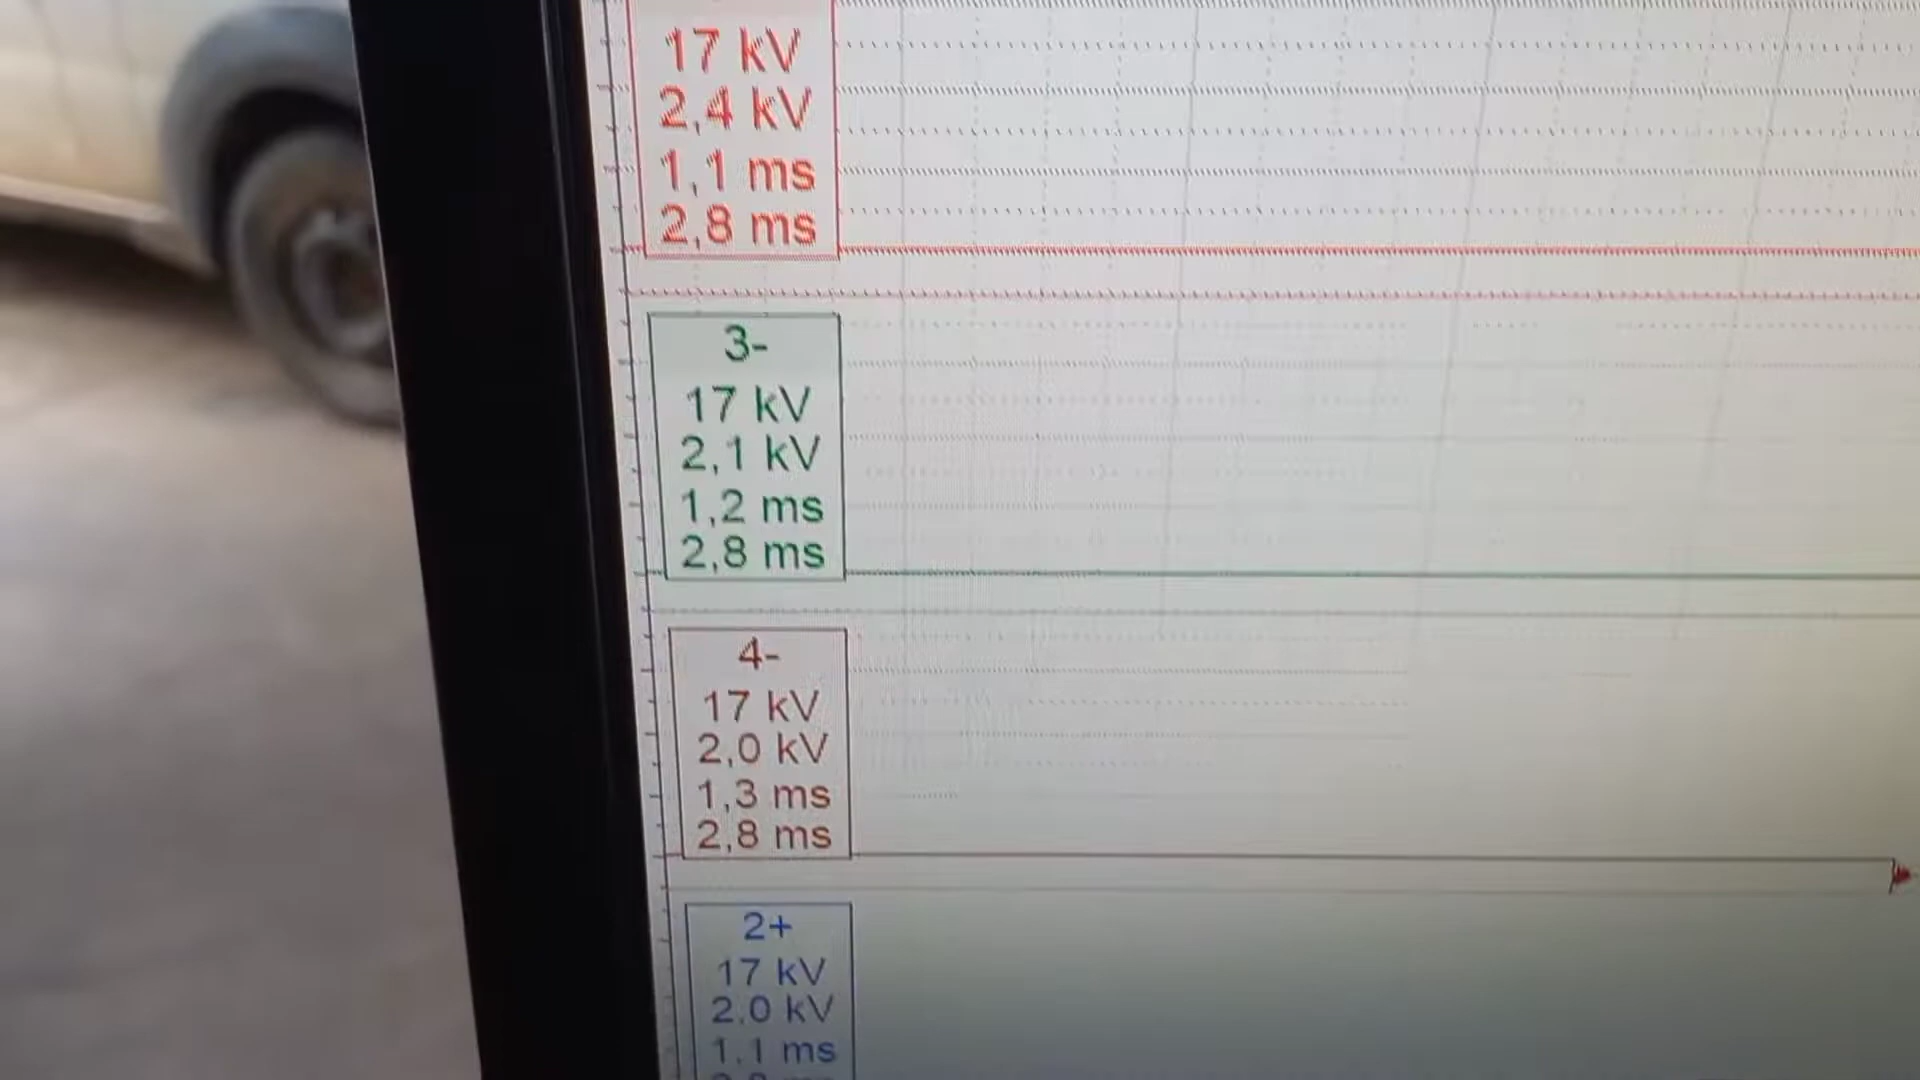 17 kV
2,4 kV
1,1 ms
2,8 ms
3-
17 kV
2,1 kV
1,2 ms
2,8 ms
4-
17 kV
2,0 kV
1,3 ms
2,8 ms
2+
17 kV
2.0 kV
1.1 ms